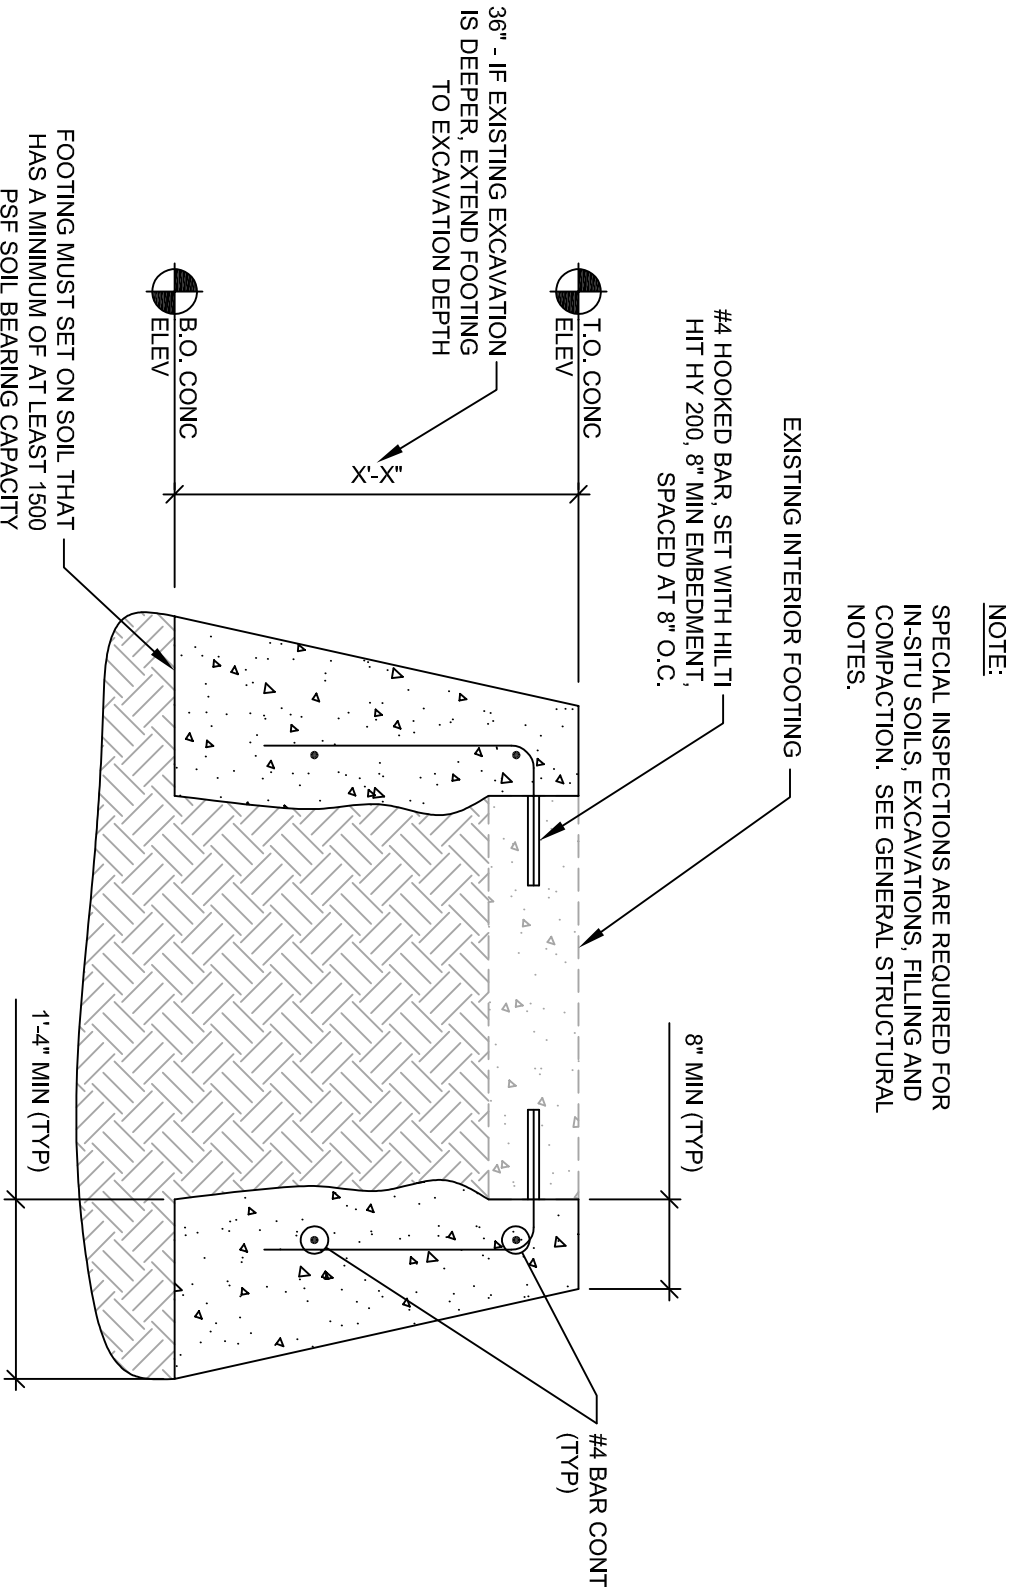 NOTE:
SPECIAL INSPECTIONS ARE REQUIRED FOR
IN-SITU SOILS, EXCAVATIONS, FILLING AND
COMPACTION. SEE GENERAL STRUCTURAL
NOTES.
EXISTING INTERIOR FOOTING
#4 HOOKED BAR, SET WITH HILTI
HIT HY 200, 8" MIN EMBEDMENT,
SPACED AT 8" O.C.
8" MIN (TYP)
T.O. CONC
ELEV
#4 BAR CONT
(TYP)
36" - IF EXISTING EXCAVATION
IS DEEPER, EXTEND FOOTING
TO EXCAVATION DEPTH
X'-X"
B.O. CONC
ELEV
FOOTING MUST SET ON SOIL THAT
HAS A MINIMUM OF AT LEAST 1500
PSF SOIL BEARING CAPACITY
1'-4" MIN (TYP)